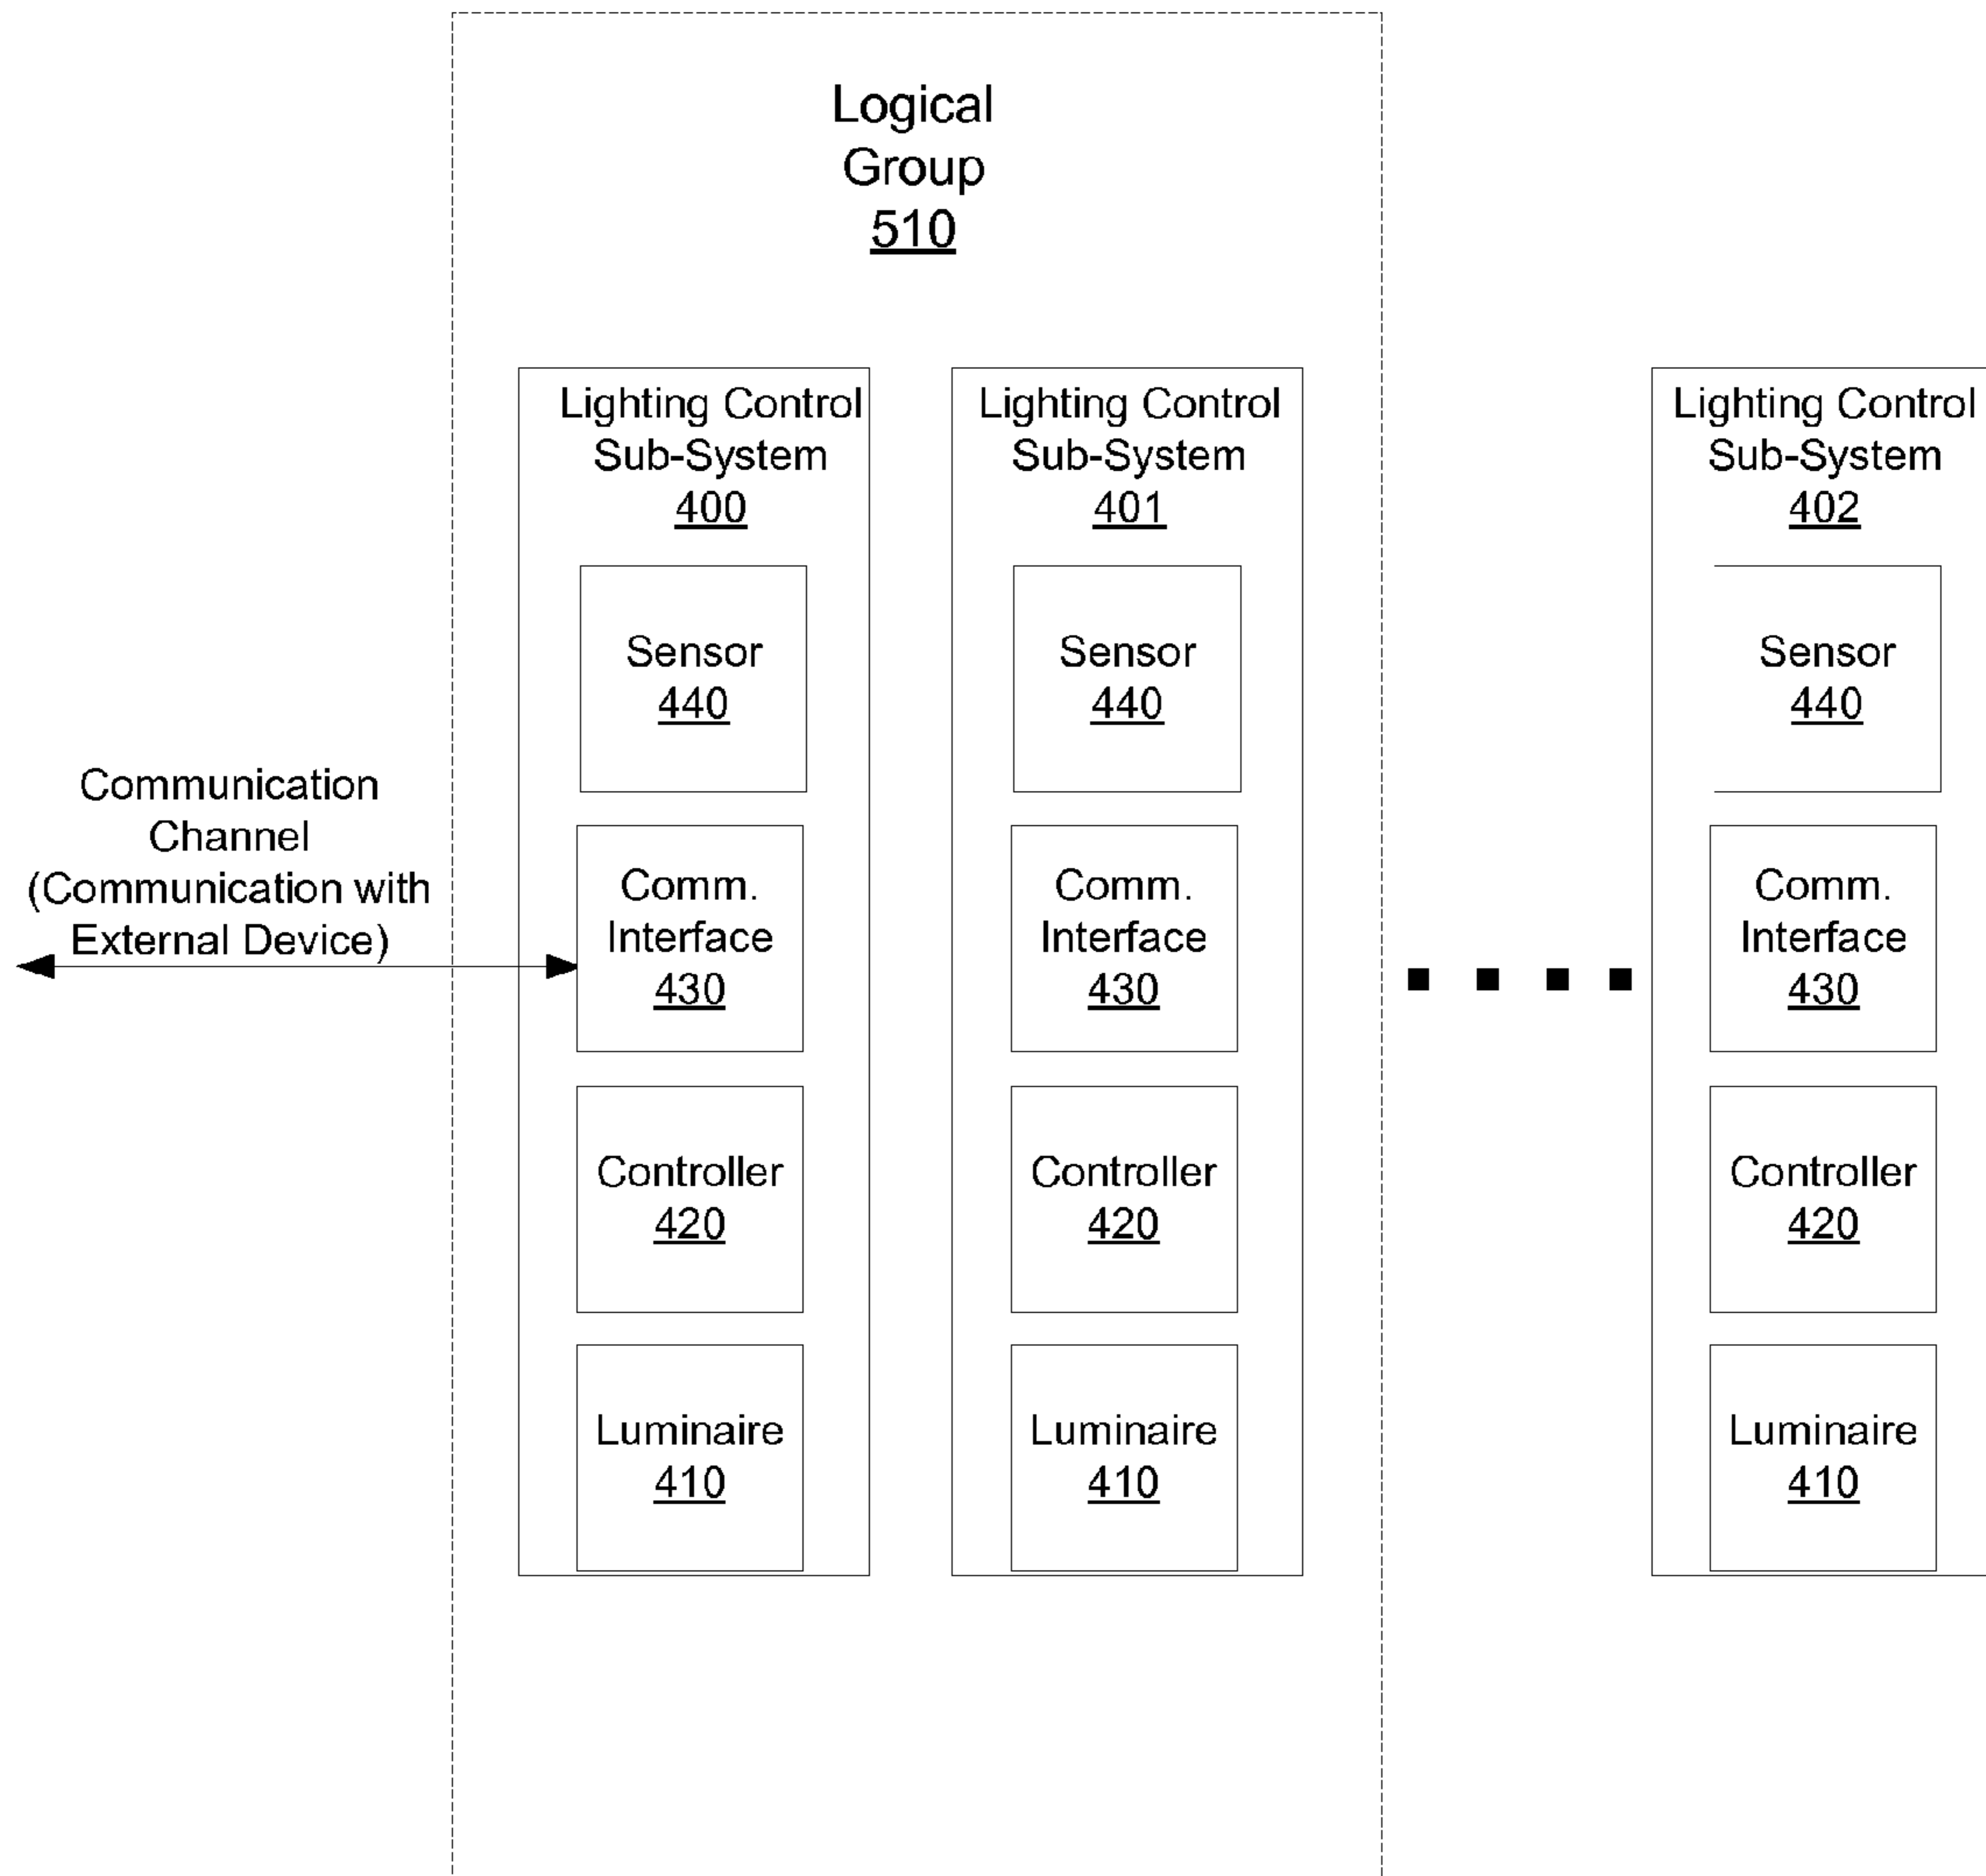 Logical
Group
510
Lighting Control
Sub-System
400
Sensor
440
Comm.
Interface
430
Controller
420
Luminaire
410
Lighting Control
Sub-System
401
Sensor
440
Comm.
Interface
430
Controller
420
Luminaire
410
Lighting Control
Sub-System
402
Sensor
440
Comm.
Interface
430
Controller
420
Luminaire
410
Communication
Channel
(Communication with
External Device)